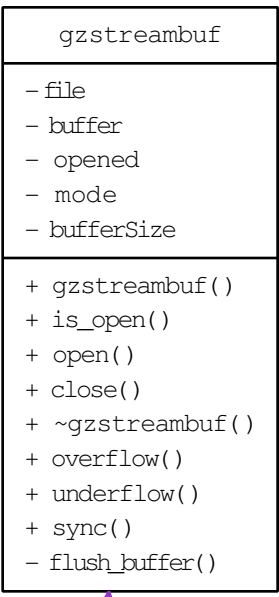 gzstreambuf
- file
- buffer
- opened
- mode
- bufferSize
+ gzstreambuf()
+ is_open()
+ open()
+ close()
+ ~gzstreambuf()
+ overflow()
+ underflow()
+ sync()
- flush_buffer()